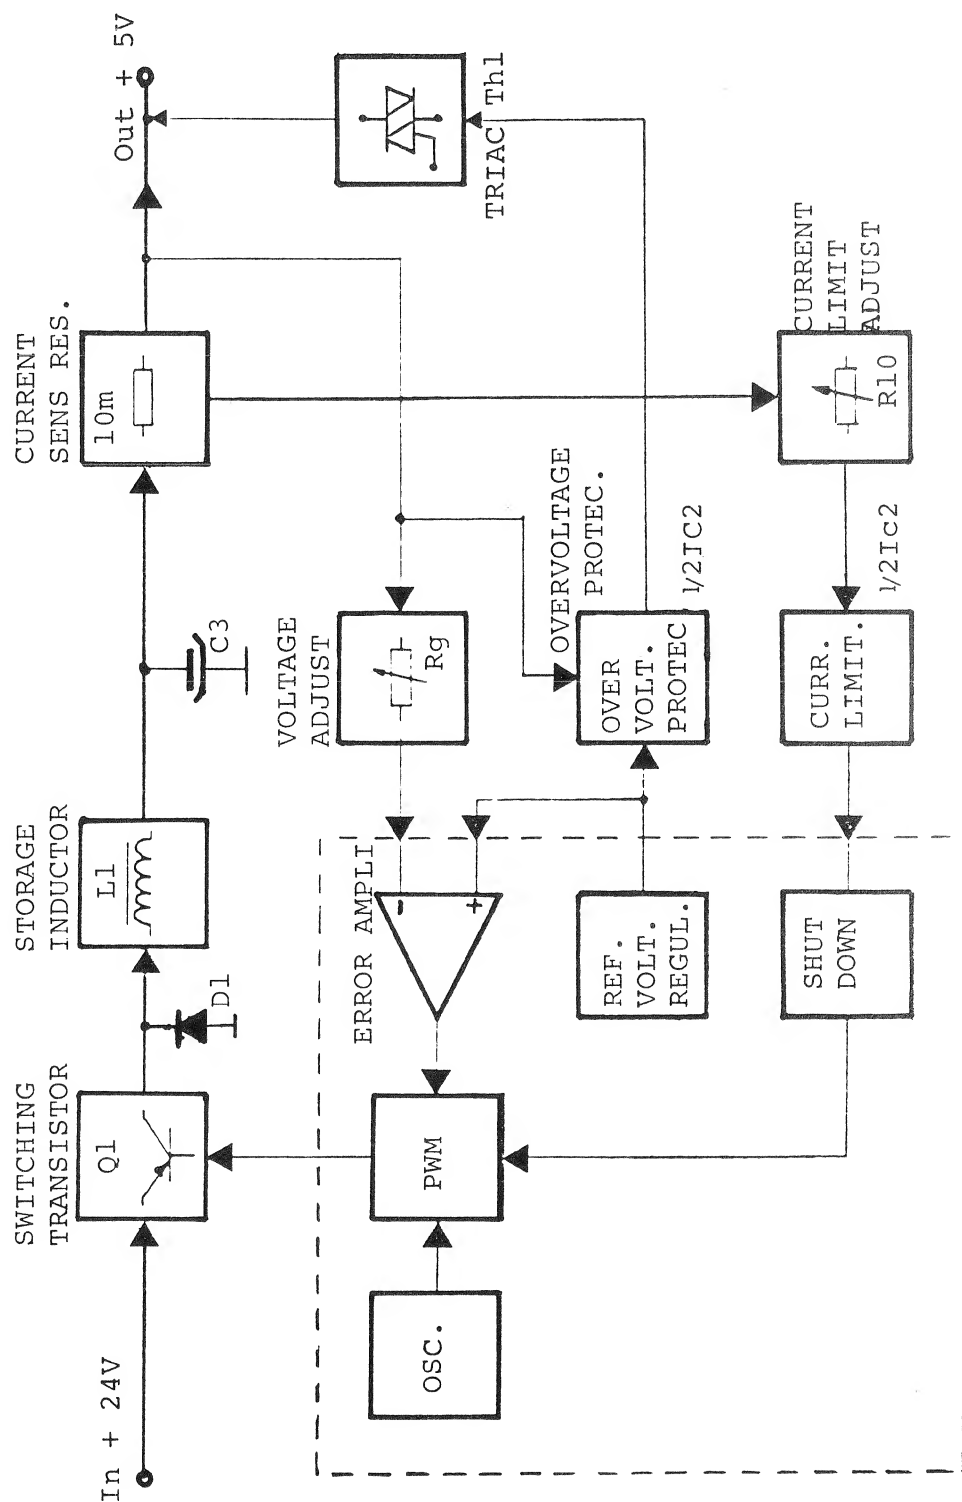 In + 24V
SWITCHING
TRANSISTOR
Q1
D1
STORAGE
INDUCTOR
L1
C3
CURRENT
SENS RES.
10m
Out + 5V
TRIAC Th1
VOLTAGE
ADJUST
Rg
OVERVOLTAGE
PROTEC.
OVER
VOLT.
PROTEC
1/2IC2
CURRENT
LIMIT
ADJUST
R10
1/2Ic2
CURR.
LIMIT.
ERROR AMPLI
-
+
REF.
VOLT.
REGUL.
SHUT
DOWN
PWM
OSC.